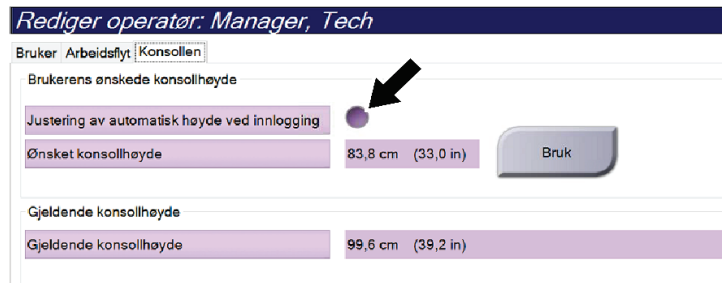 Rediger operatør: Manager, Tech
Bruker Arbeidsflyt Konsollen
Brukerens ønskede konsollhøyde
Justering av automatisk høyde ved innlogging
Ønsket konsollhøyde 83,8 cm (33,0 in) Bruk
Gjeldende konsollhøyde
Gjeldende konsollhøyde 99,6 cm (39,2 in)